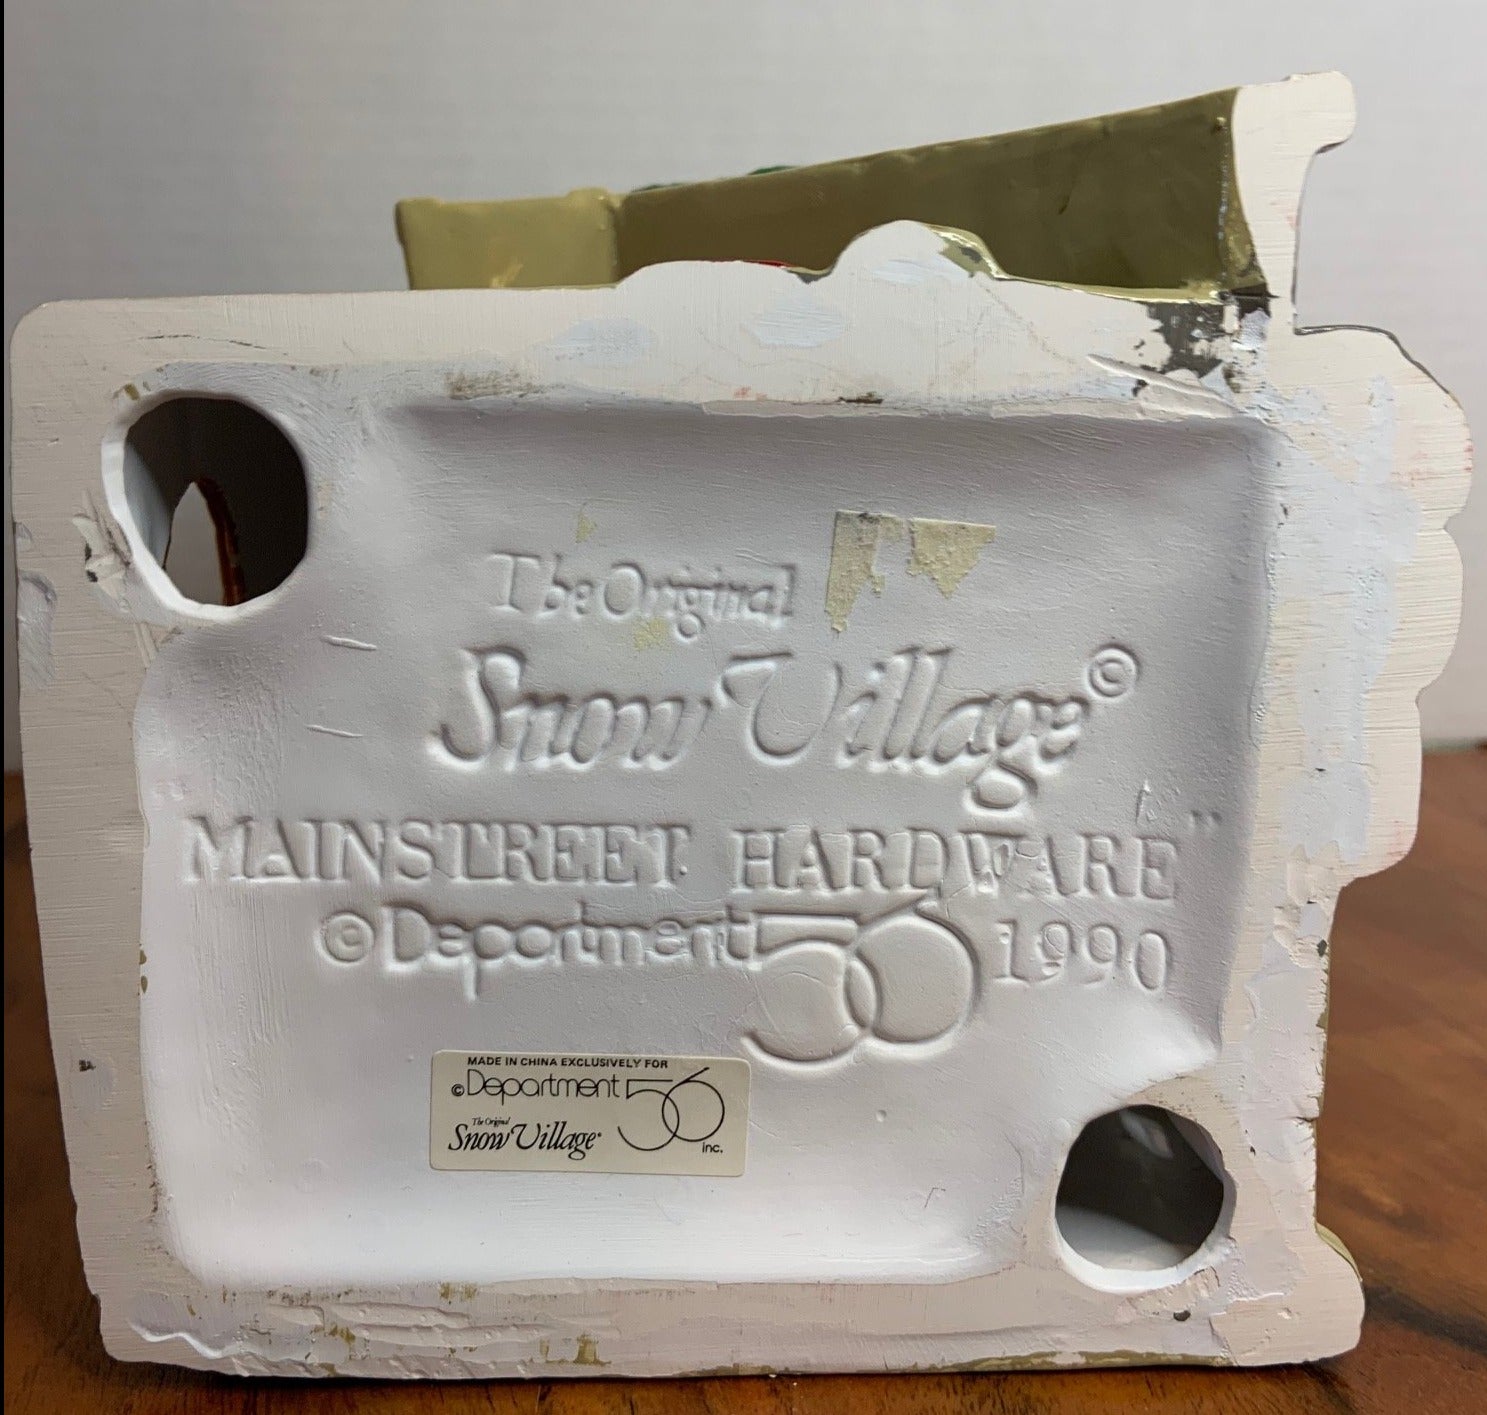 The Original
Snow Village©
"MAINSTREET HARDWARE"
©Department 56 1990
MADE IN CHINA EXCLUSIVELY FOR
©Department 56 inc.
The Original
Snow Village®